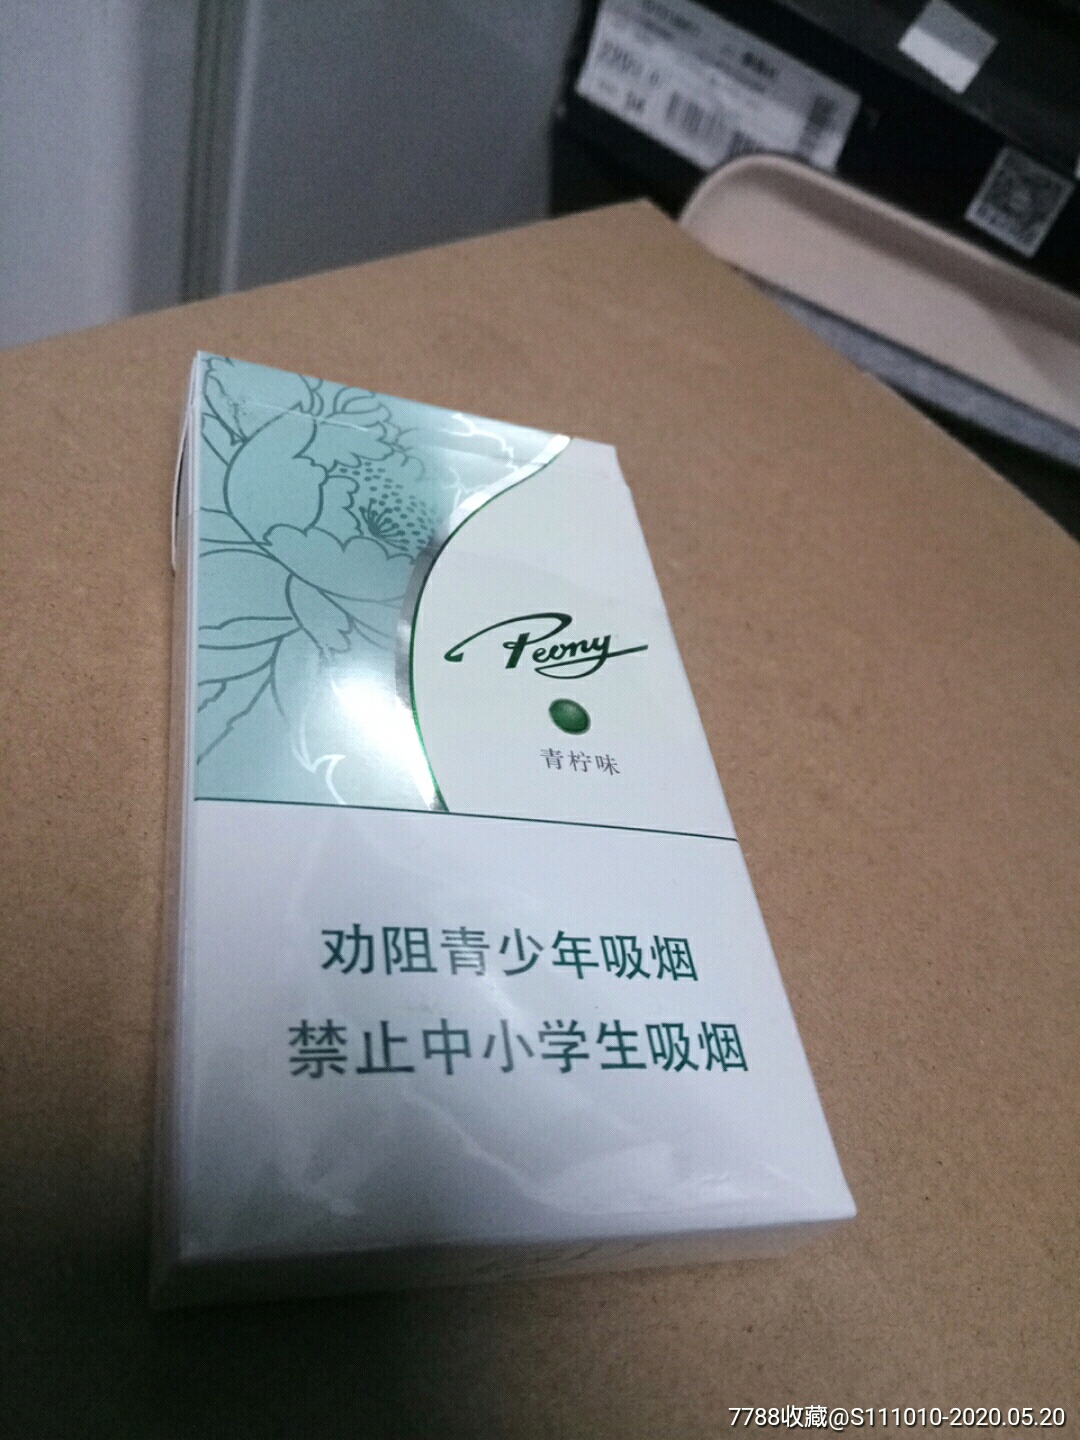 Peony
青柠味
劝阻青少年吸烟
禁止中小学生吸烟
7788收藏@S111010-2020.05.20